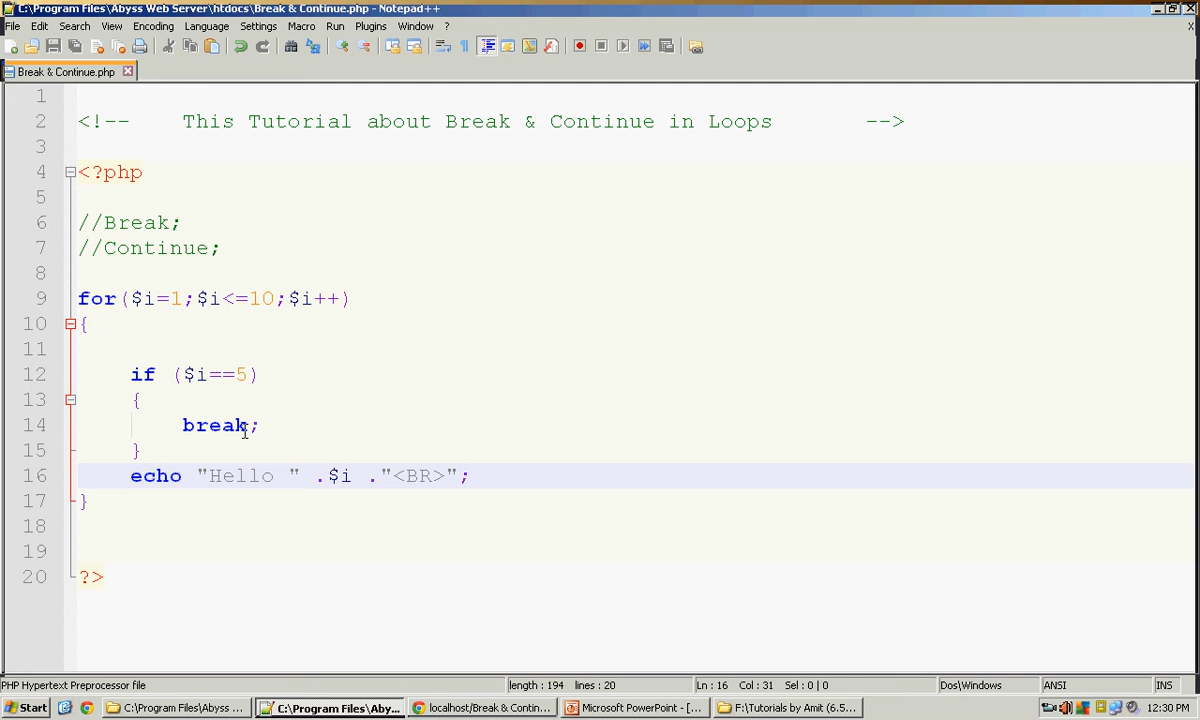 C:\Program Files\Abyss Web Server\htdocs\Break & Continue.php - Notepad++
File Edit Search View Encoding Language Settings Macro Run Plugins Window ? X
Break & Continue.php
1
2 <!-- This Tutorial about Break & Continue in Loops -->
3
4 <?php
5
6 //Break;
7 //Continue;
8
9 for($i=1;$i<=10;$i++)
10 {
11
12 if ($i==5)
13 {
14 break;
15 }
16 echo "Hello " .$i ."<BR>";
17 }
18
19
20 ?>
PHP Hypertext Preprocessor file length : 194 lines : 20 Ln : 16 Col : 31 Sel : 0 | 0 Dos\Windows ANSI INS
Start C:\Program Files\Abyss ... C:\Program Files\Aby... localhost/Break & Contin... Microsoft PowerPoint - [... F:\Tutorials by Amit (6.5... 12:30 PM